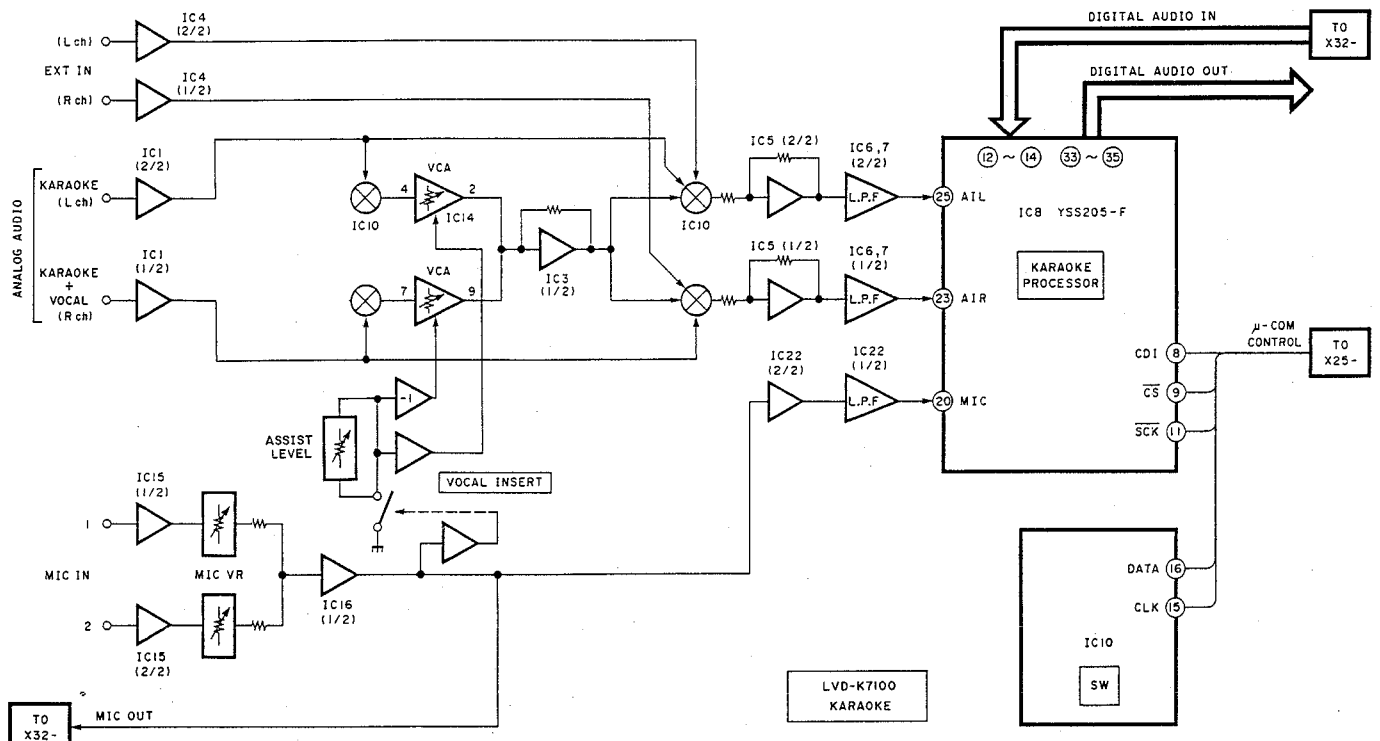 IC4
(2/2)
(L ch)
EXT IN
IC4
(1/2)
(R ch)
DIGITAL AUDIO IN
TO
X32-
DIGITAL AUDIO OUT
ANALOG AUDIO
IC1
(2/2)
KARAOKE
(L ch)
IC1
(1/2)
KARAOKE
+
VOCAL
(R ch)
IC10
4
VCA
2
IC14
7
VCA
9
IC3
(1/2)
IC10
IC5 (2/2)
IC6,7
(2/2)
L.P.F
IC5 (1/2)
IC6,7
(1/2)
L.P.F
IC22
(2/2)
IC22
(1/2)
L.P.F
12 ~ 14
33 ~ 35
25 AIL
IC8 YSS205-F
KARAOKE
PROCESSOR
23 AIR
20 MIC
CDI 8
CS 9
SCK 11
μ-COM
CONTROL
TO
X25-
-1
ASSIST
LEVEL
VOCAL INSERT
IC15
(1/2)
1
MIC IN
MIC VR
2
IC15
(2/2)
IC16
(1/2)
DATA 16
CLK 15
IC10
SW
LVD-K7100
KARAOKE
TO
X32-
MIC OUT